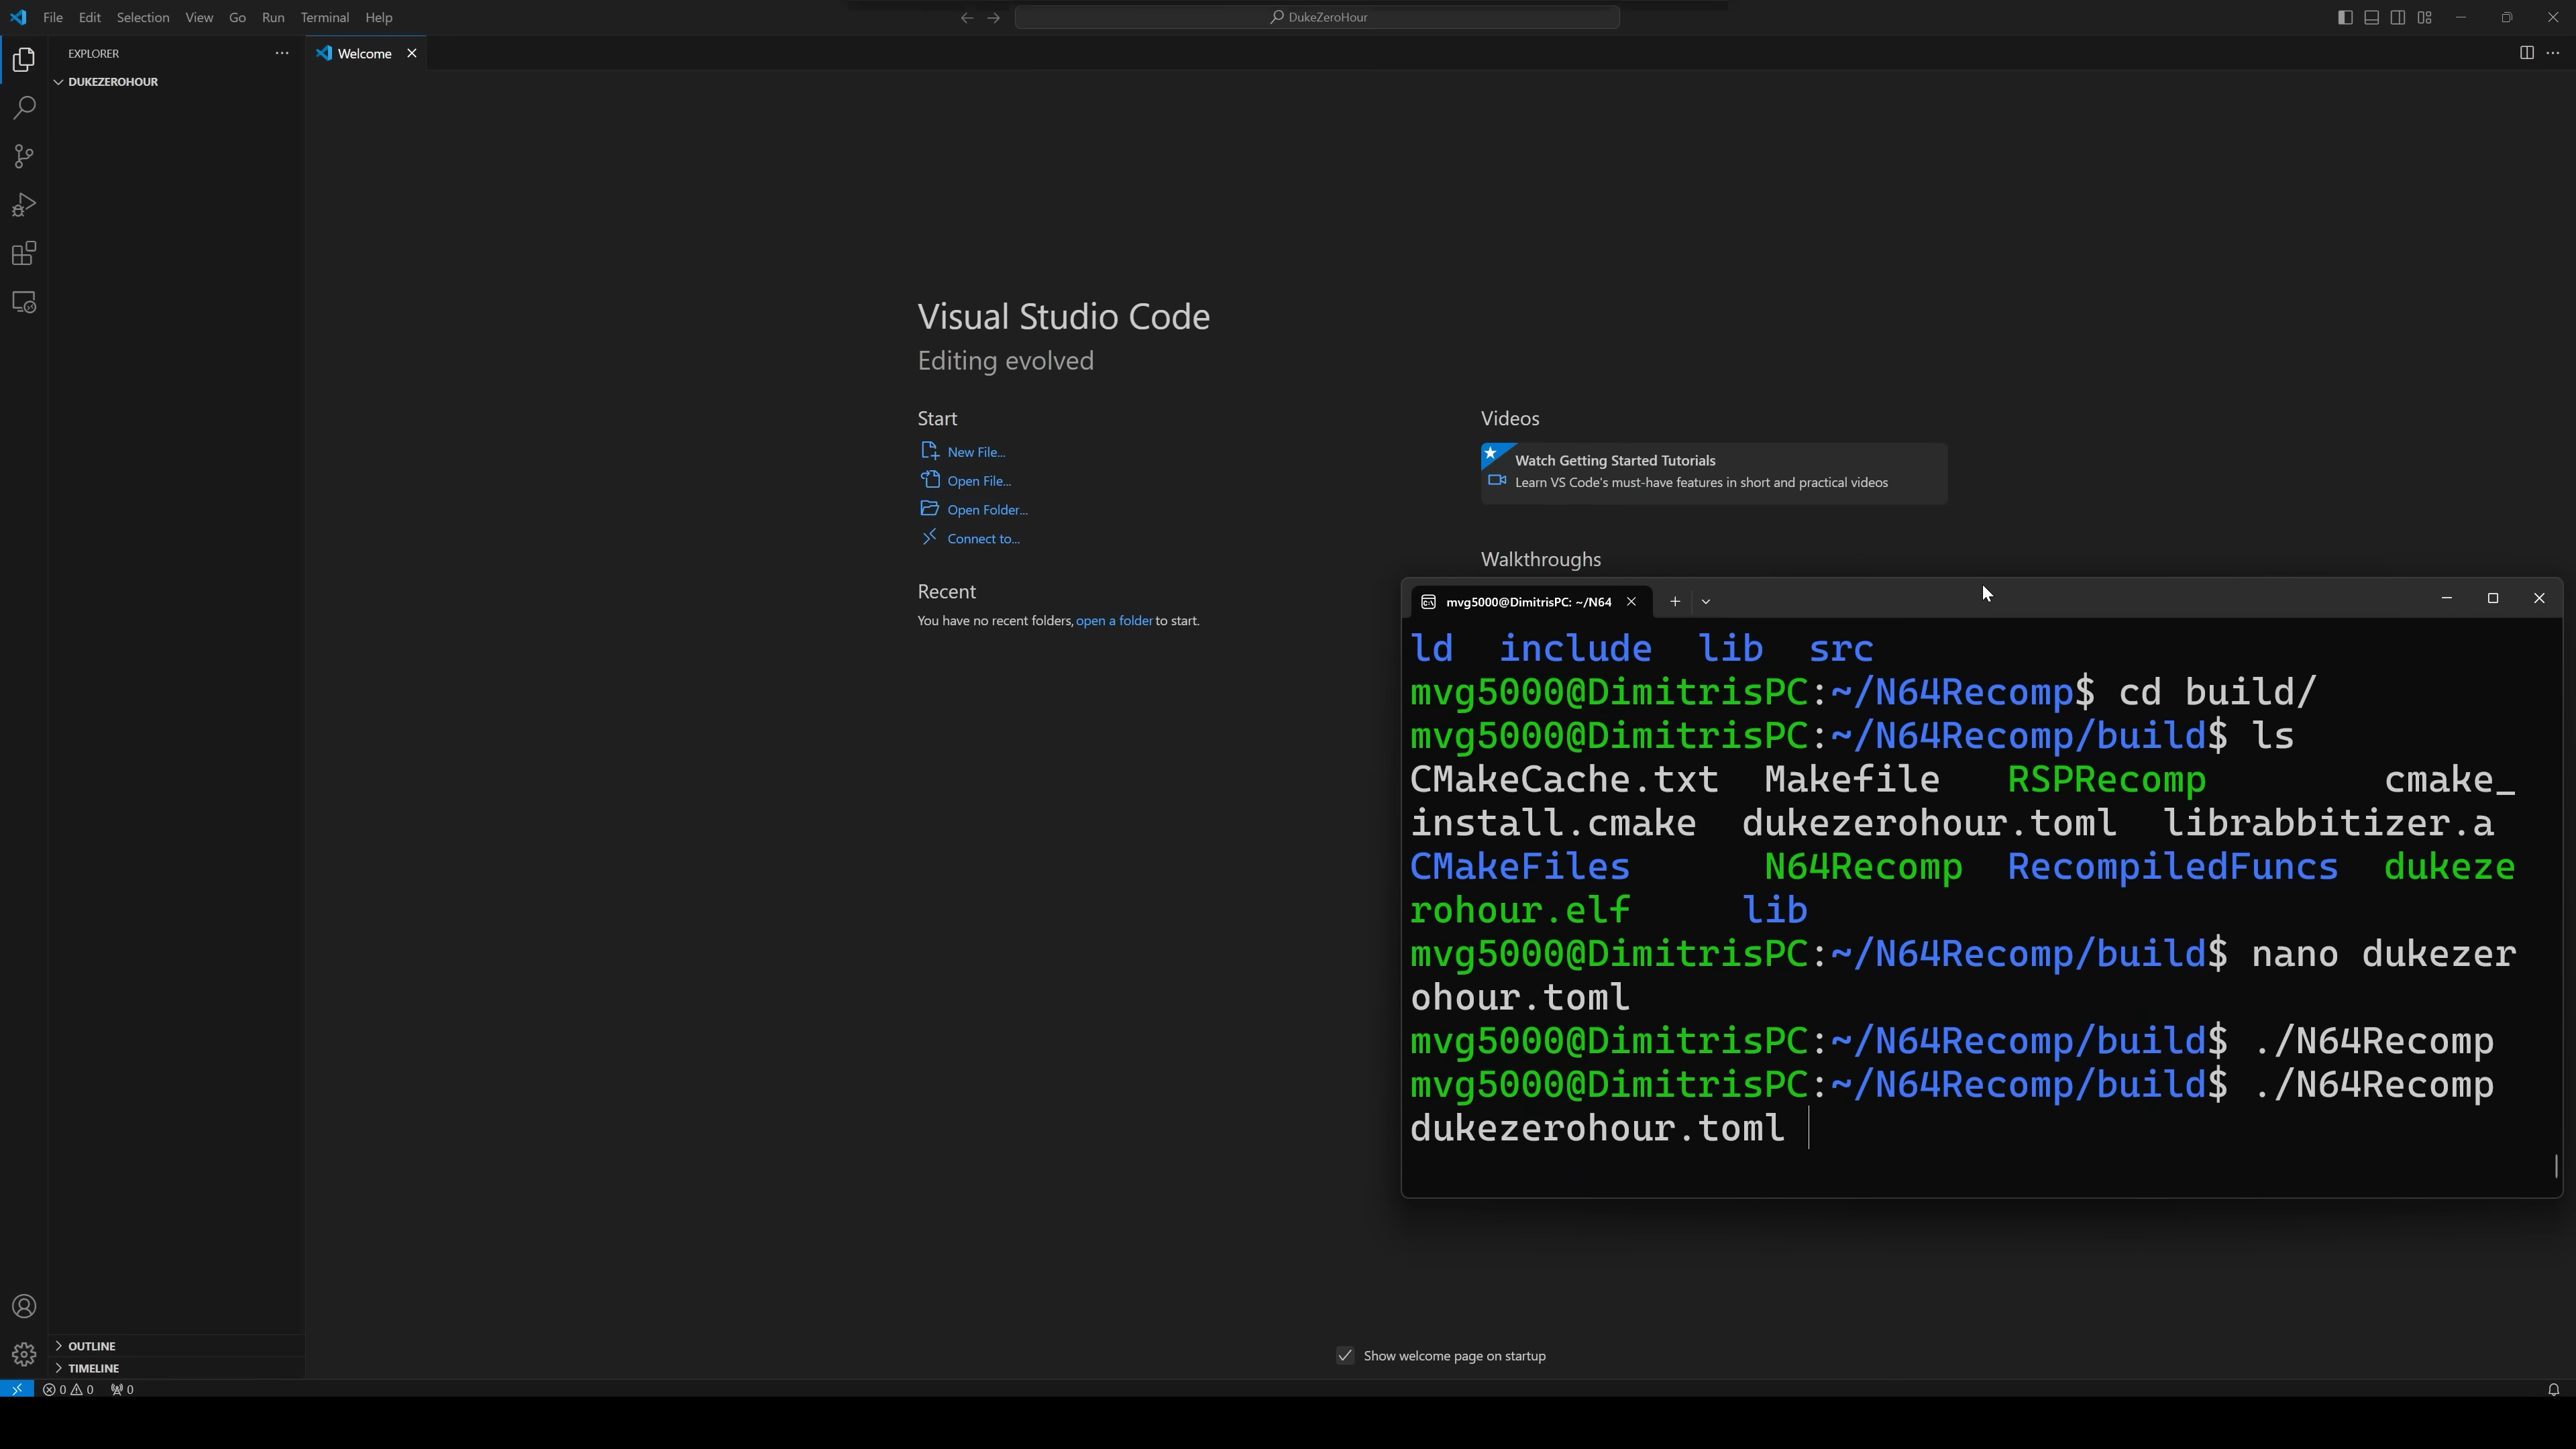 File Edit Selection View Go Run Terminal Help
DukeZeroHour
EXPLORER
Welcome
DUKEZEROHOUR
Visual Studio Code
Editing evolved
Start
New File...
Open File...
Open Folder...
Connect to...
Recent
You have no recent folders, open a folder to start.
Videos
Watch Getting Started Tutorials
Learn VS Code's must-have features in short and practical videos
Walkthroughs
mvg5000@DimitrisPC: ~/N64
ld include lib src
mvg5000@DimitrisPC:~/N64Recomp$ cd build/
mvg5000@DimitrisPC:~/N64Recomp/build$ ls
CMakeCache.txt Makefile RSPRecomp cmake_
install.cmake dukezerohour.toml librabbitizer.a
CMakeFiles N64Recomp RecompiledFuncs dukeze
rohour.elf lib
mvg5000@DimitrisPC:~/N64Recomp/build$ nano dukezer
ohour.toml
mvg5000@DimitrisPC:~/N64Recomp/build$ ./N64Recomp
mvg5000@DimitrisPC:~/N64Recomp/build$ ./N64Recomp
dukezerohour.toml
Show welcome page on startup
OUTLINE
TIMELINE
0 0 0